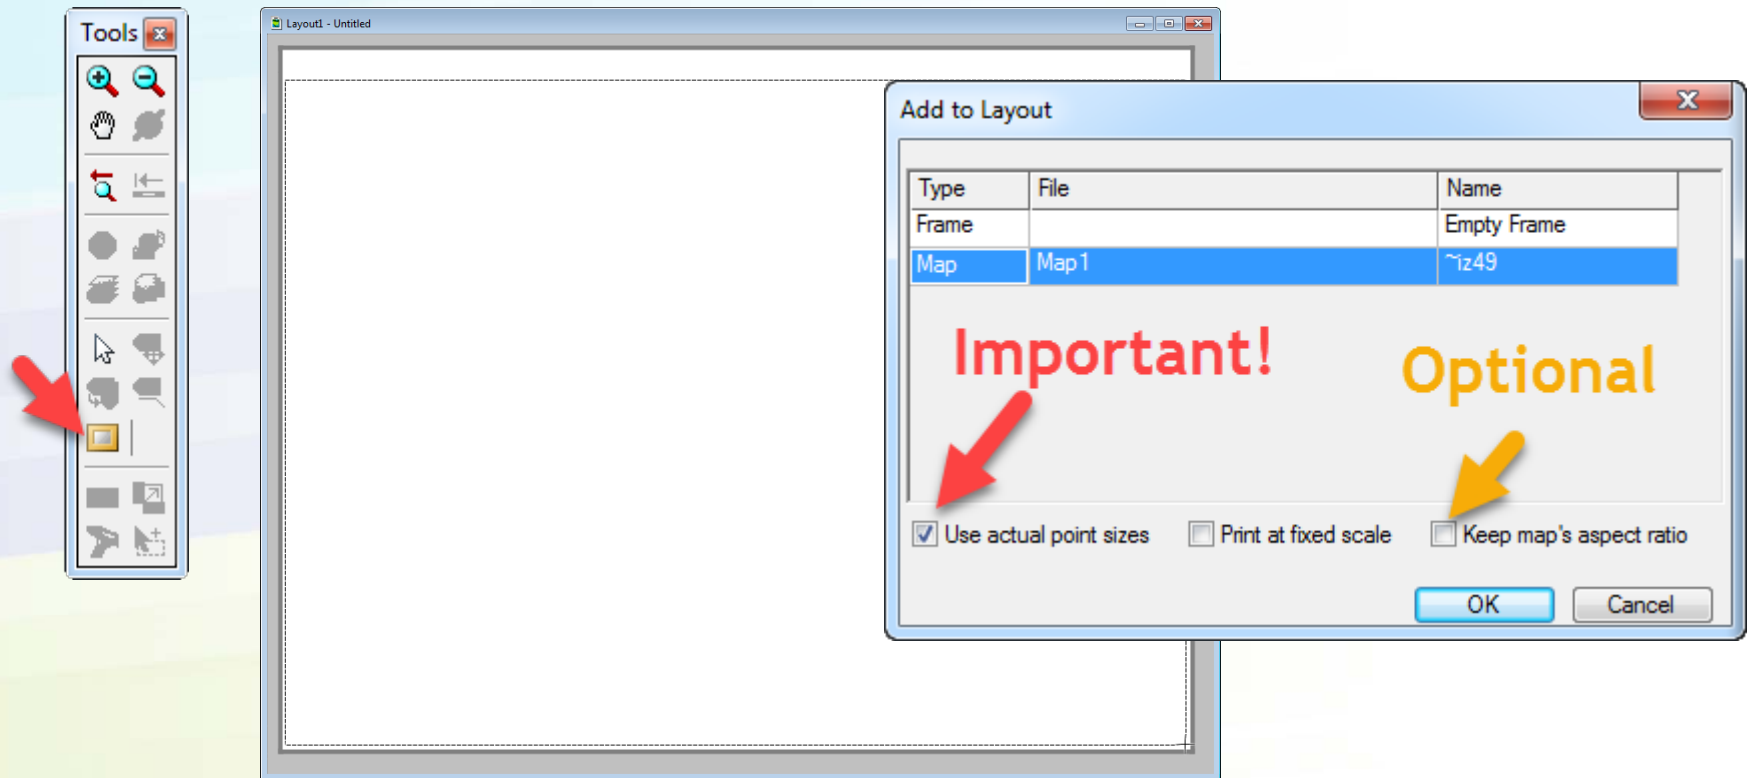 Tools
Layout1 - Untitled
Add to Layout
Type File Name
Frame Empty Frame
Map Map1 ~iz49
Important!
Optional
Use actual point sizes Print at fixed scale Keep map's aspect ratio
OK Cancel